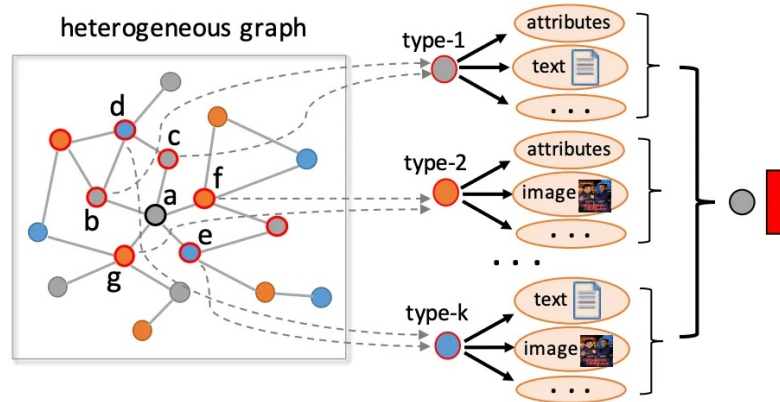 heterogeneous graph
d
c
a
f
b
e
g
type-1
attributes
text
. . .
type-2
attributes
image
. . .
. . .
type-k
text
image
. . .